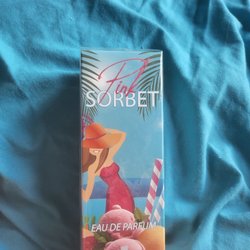 Pink
SORBET
EAU DE PARFUM